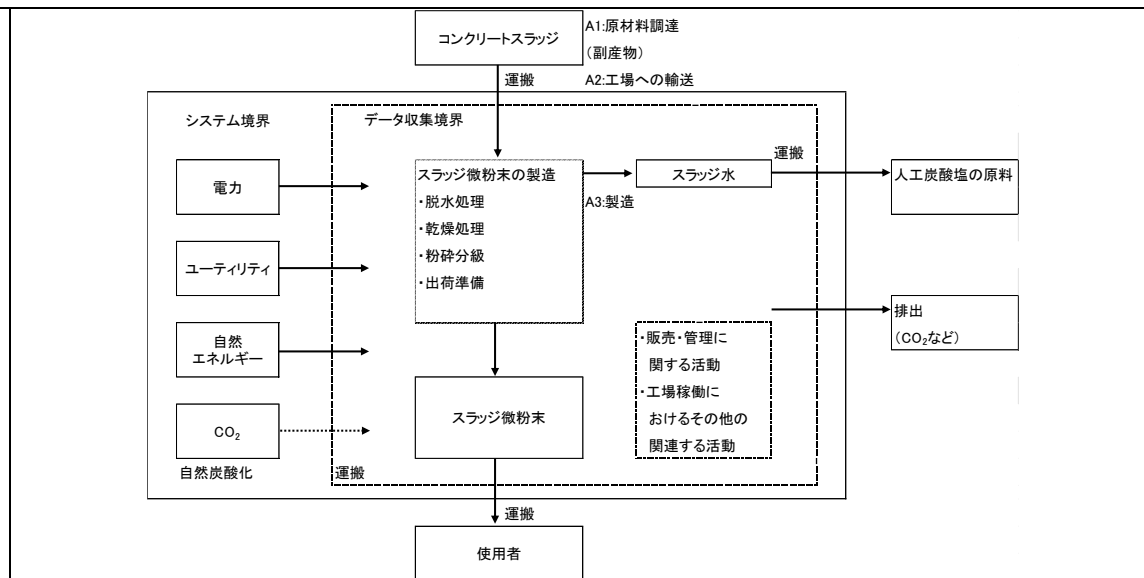 コンクリートスラッジ
A1:原材料調達
（副産物）
運搬
A2:工場への輸送
システム境界
データ収集境界
電力
ユーティリティ
自然
エネルギー
CO₂
自然炭酸化
スラッジ微粉末の製造
・脱水処理
・乾燥処理
・粉砕分級
・出荷準備
A3:製造
スラッジ水
運搬
人工炭酸塩の原料
排出
(CO₂など)
・販売・管理に
関する活動
・工場稼働に
おけるその他の
関連する活動
スラッジ微粉末
運搬
運搬
使用者